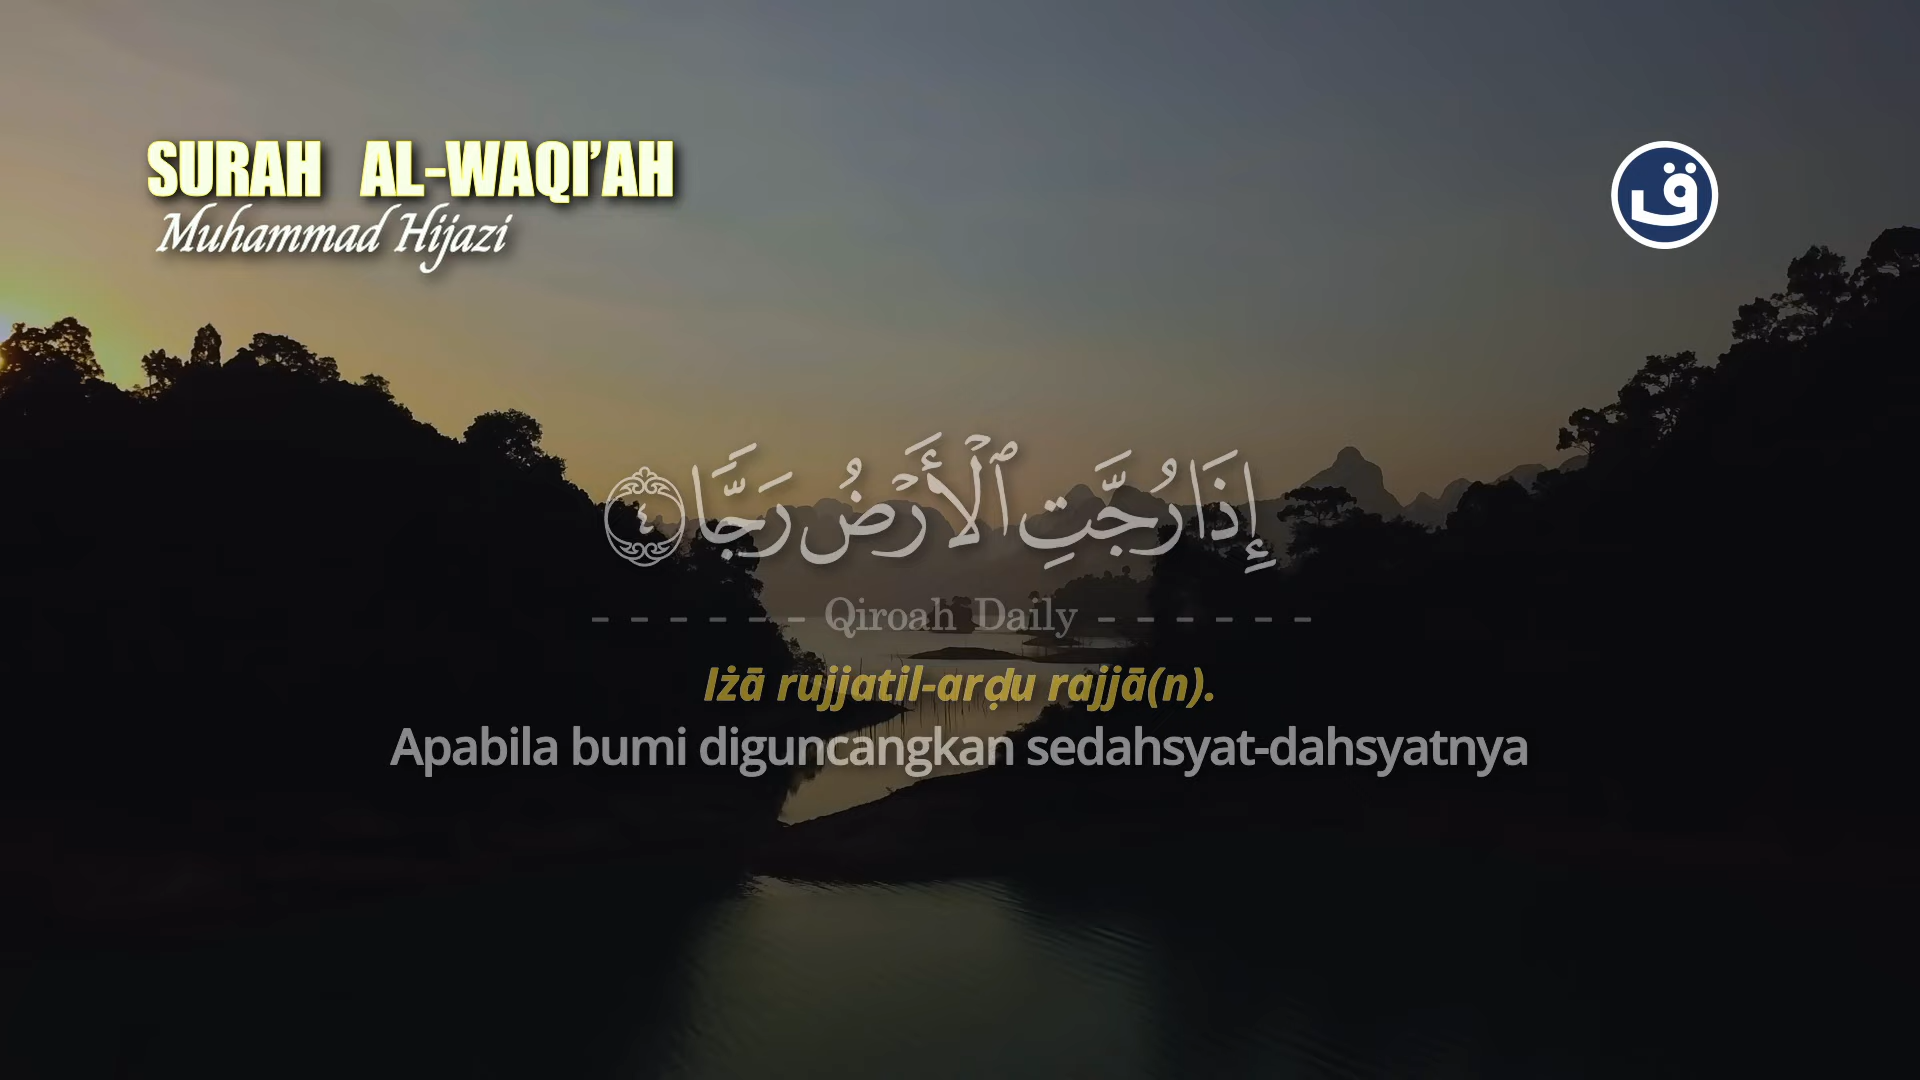 SURAH AL-WAQI’AH
Muhammad Hijazi
ق
إِذَا رُجَّتِ ٱلْأَرْضُ رَجًّا ٤
- - - - - - Qiroah Daily - - - - - -
Iżā rujjatil-arḍu rajjā(n).
Apabila bumi diguncangkan sedahsyat-dahsyatnya